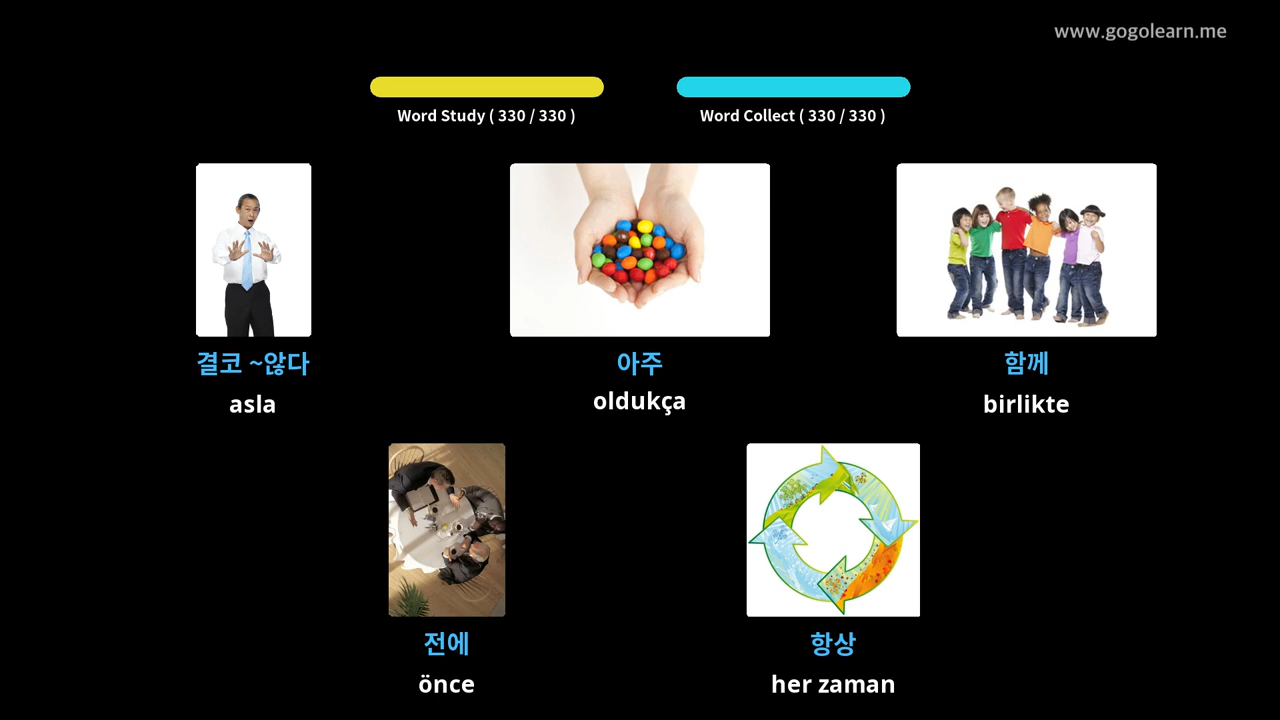 www.gogolearn.me
Word Study ( 330 / 330 )
Word Collect ( 330 / 330 )
결코 ~않다
asla
아주
oldukça
함께
birlikte
전에
önce
항상
her zaman